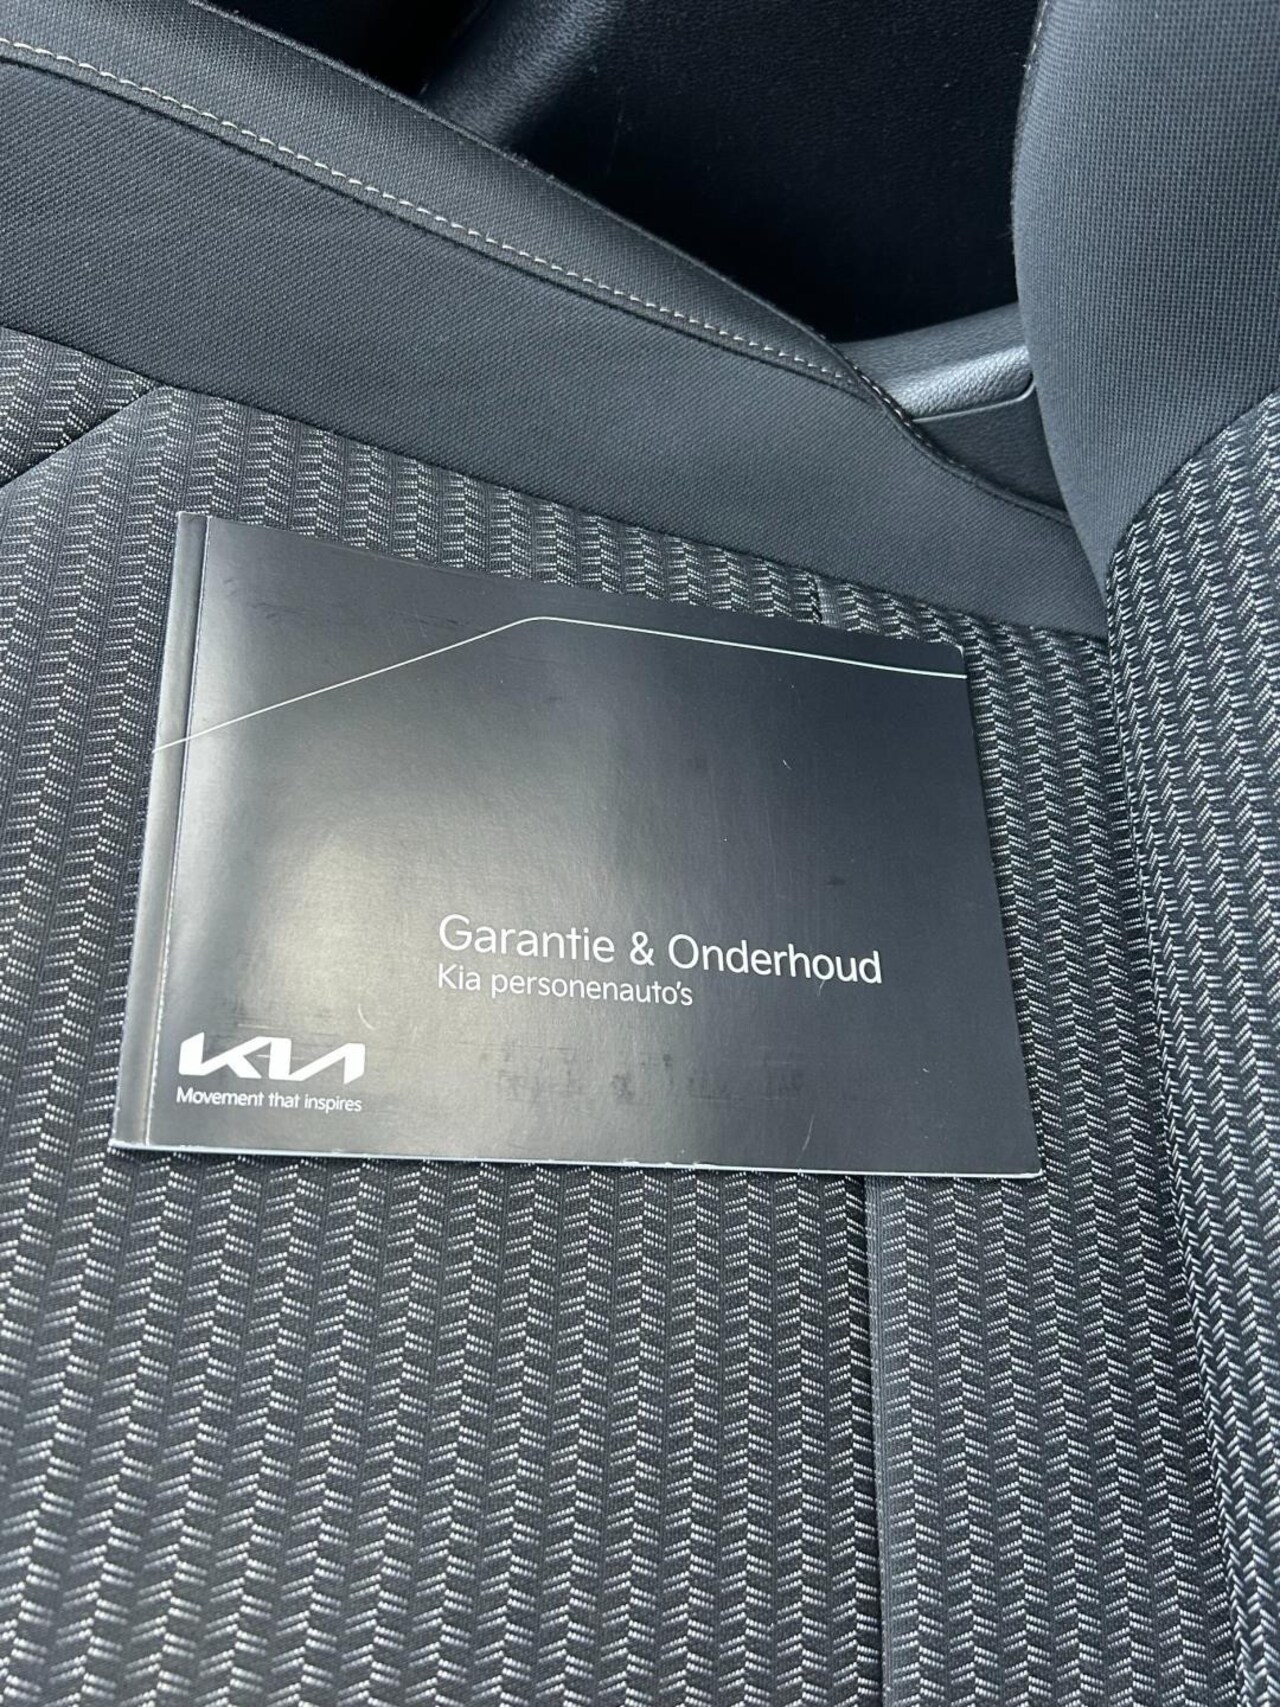 Garantie & Onderhoud
Kia personenauto's
KIA
Movement that inspires